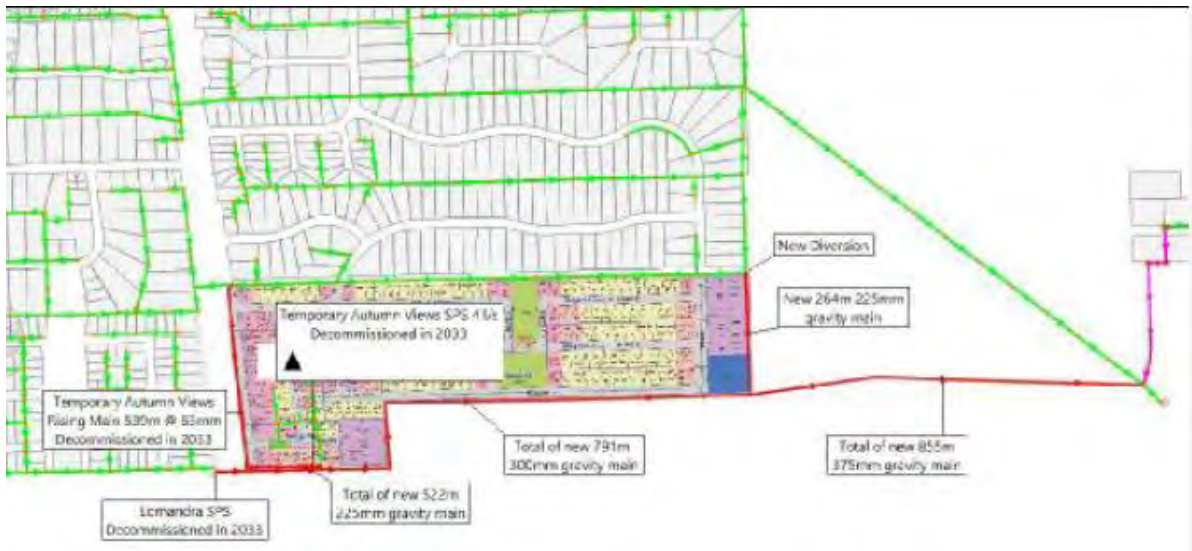 New Diversion
New 264m 225mm
gravity main
Temporary Autumn Views SPS 4 l/s
Decommissioned in 2033
Temporary Autumn Views
Rising Main 539m @ 63mm
Decommissioned in 2033
Total of new 791m
300mm gravity main
Total of new 855m
375mm gravity main
Total of new 522m
225mm gravity main
Lomandra SPS
Decommissioned in 2033